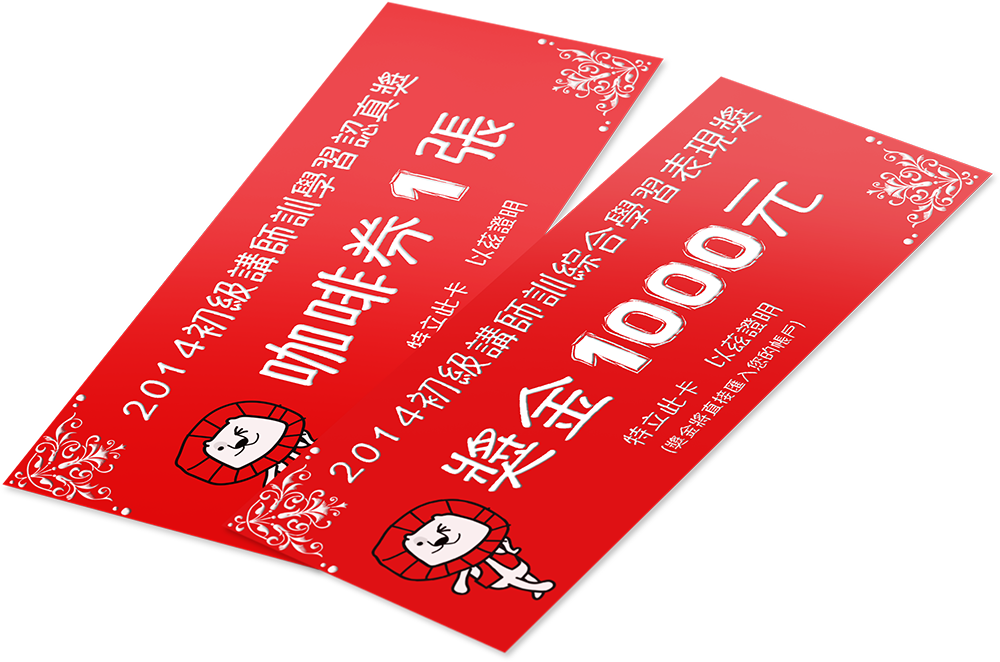 2014初級講師訓學習認真獎
咖啡券 1 張
特立此卡 以茲證明
2014初級講師訓綜合學習表現獎
獎金 1000元
特立此卡 以茲證明
(獎金將直接匯入您的帳戶)